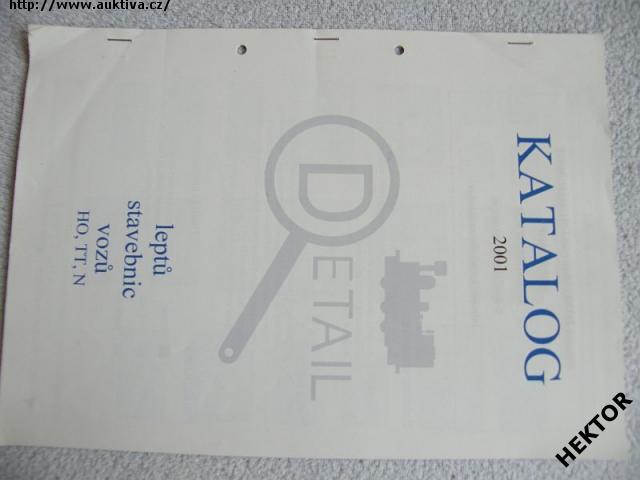 http://www.auktiva.cz/
KATALOG
2001
DETAIL
leptů
stavebnic
vozů
HO, TT, N
HEKTOR